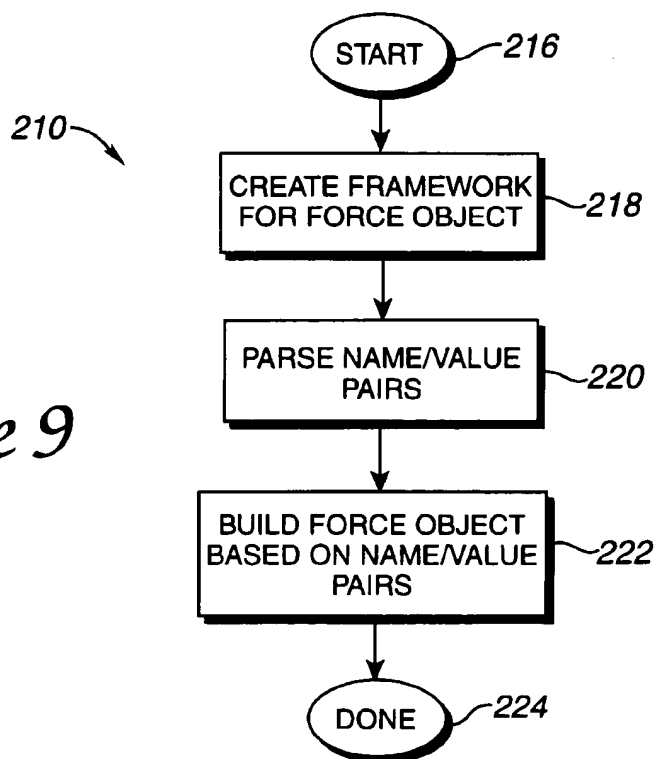 START
216
210
CREATE FRAMEWORK
FOR FORCE OBJECT
218
PARSE NAME/VALUE
PAIRS
220
e 9
BUILD FORCE OBJECT
BASED ON NAME/VALUE
PAIRS
222
DONE
224